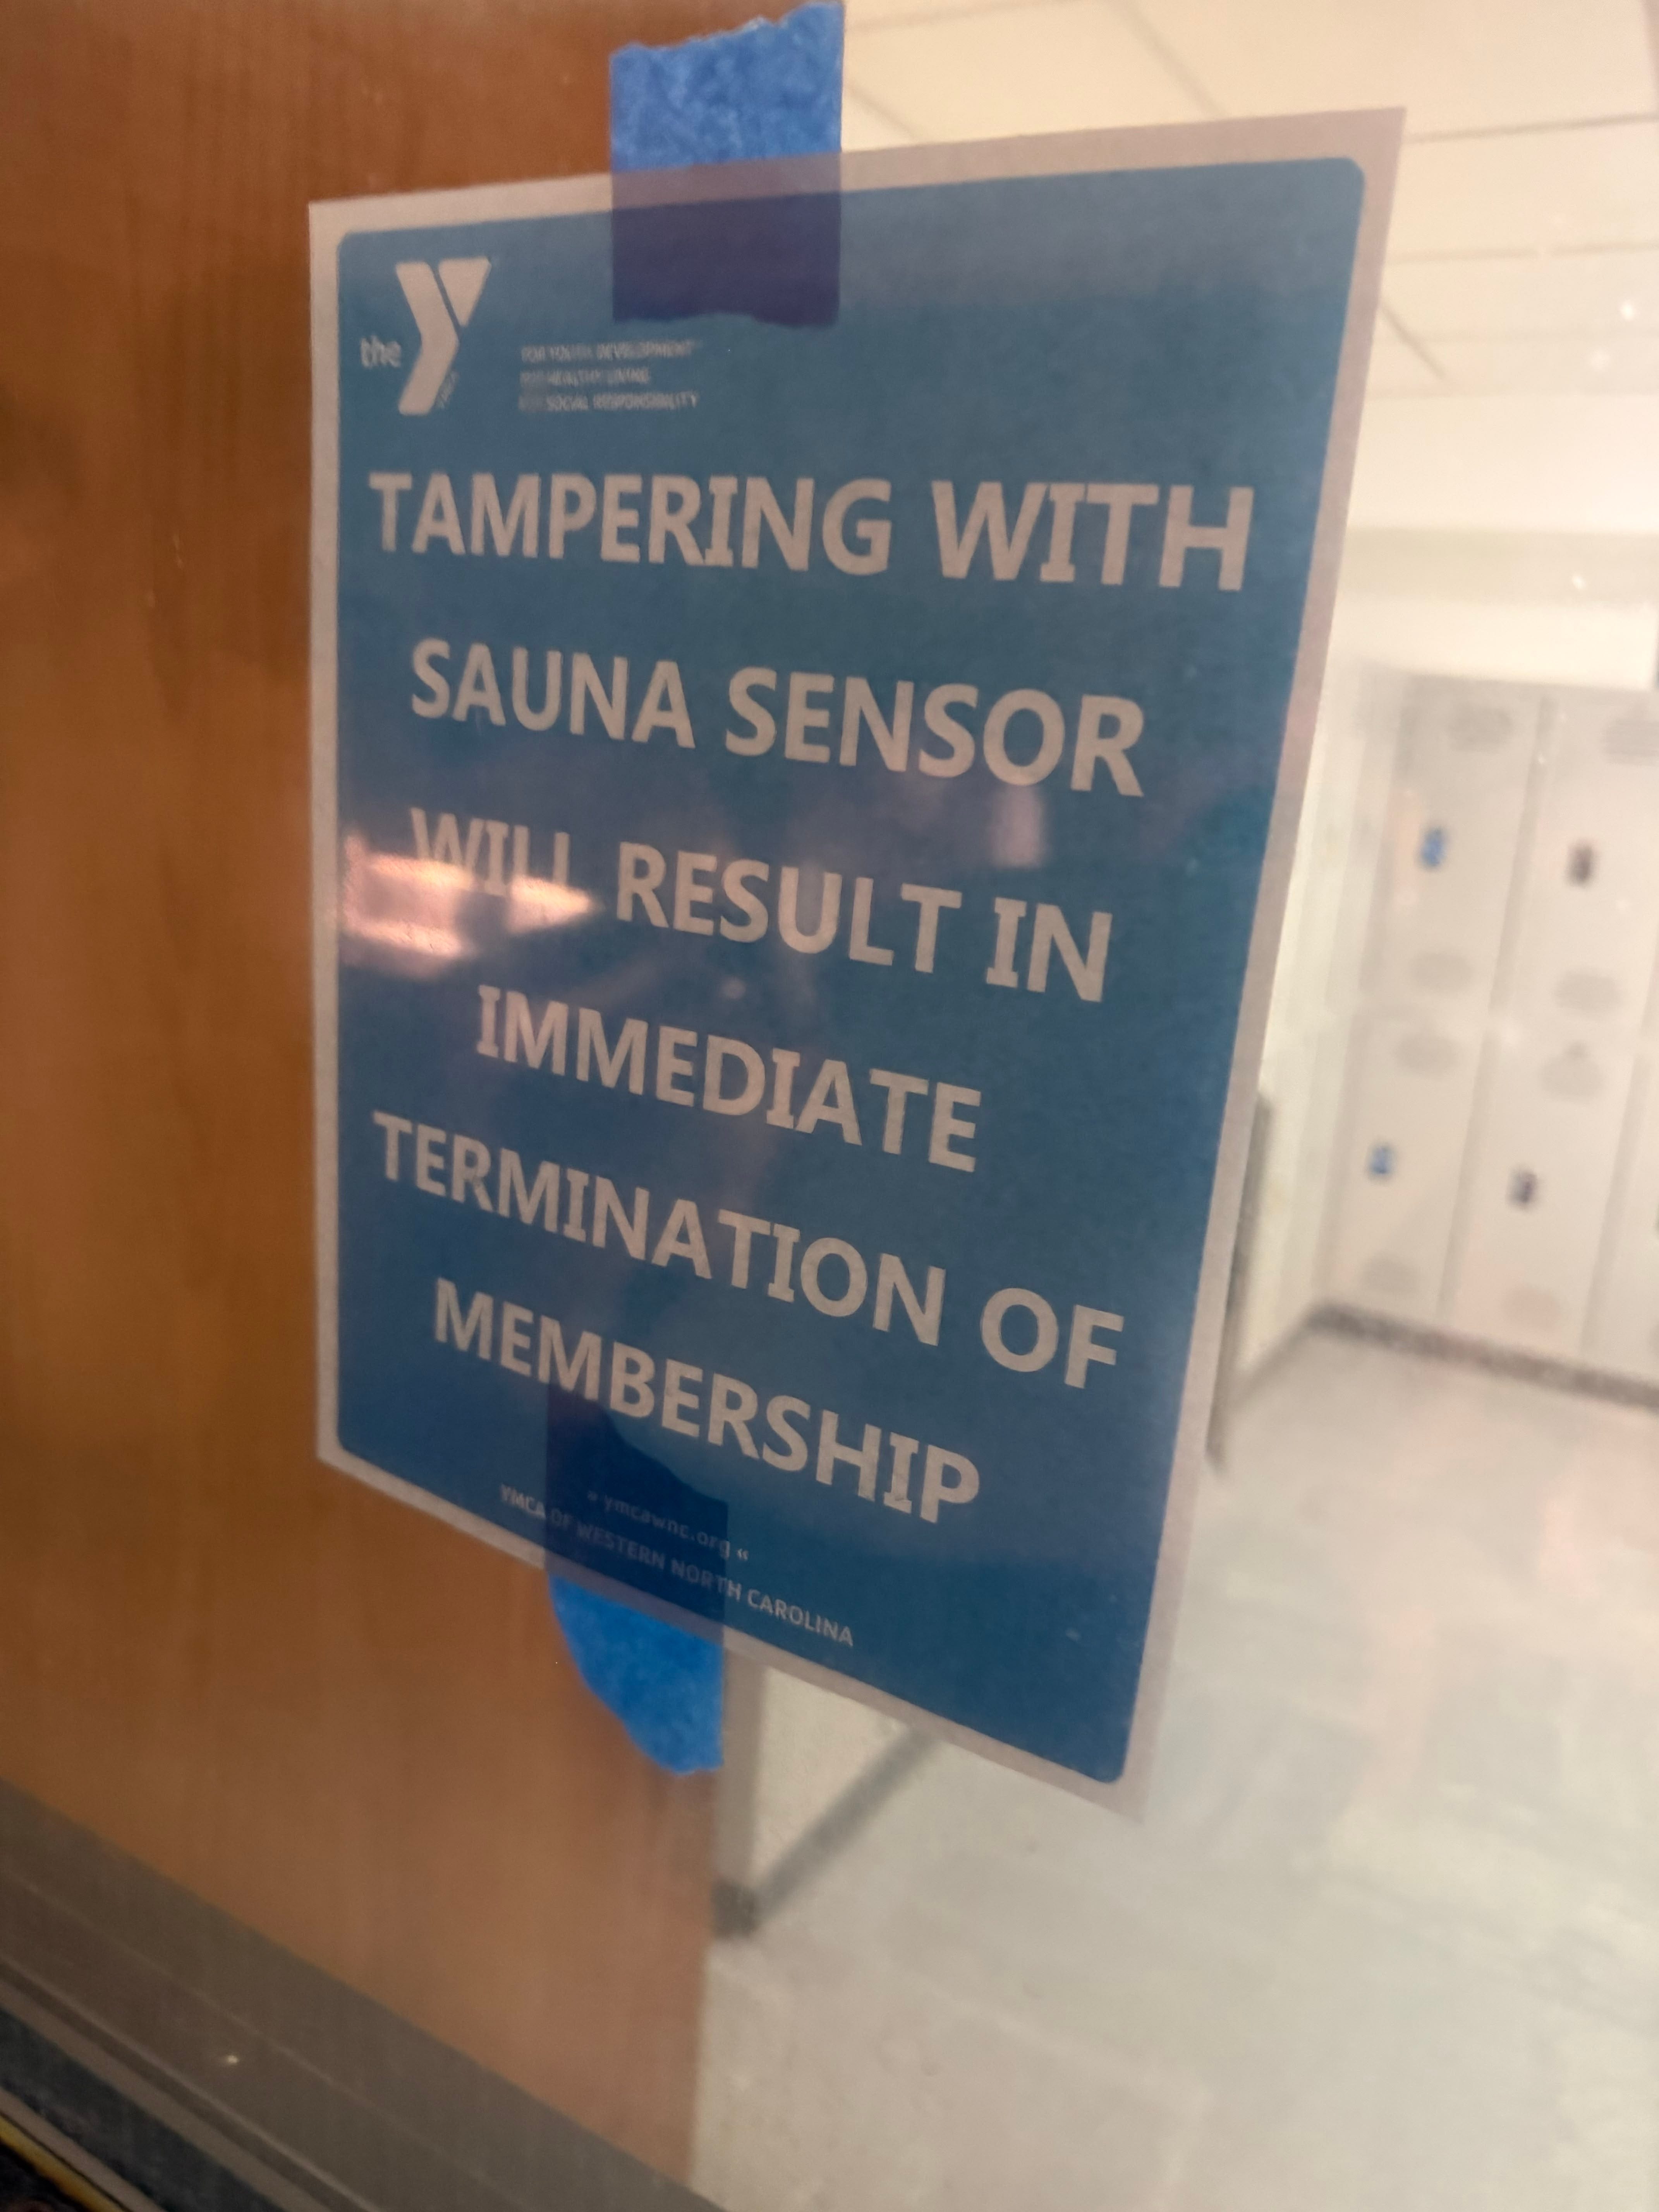 the Y
YMCA
FOR YOUTH DEVELOPMENT
FOR HEALTHY LIVING
FOR SOCIAL RESPONSIBILITY
TAMPERING WITH
SAUNA SENSOR
WILL RESULT IN
IMMEDIATE
TERMINATION OF
MEMBERSHIP
» ymcawnc.org «
YMCA OF WESTERN NORTH CAROLINA